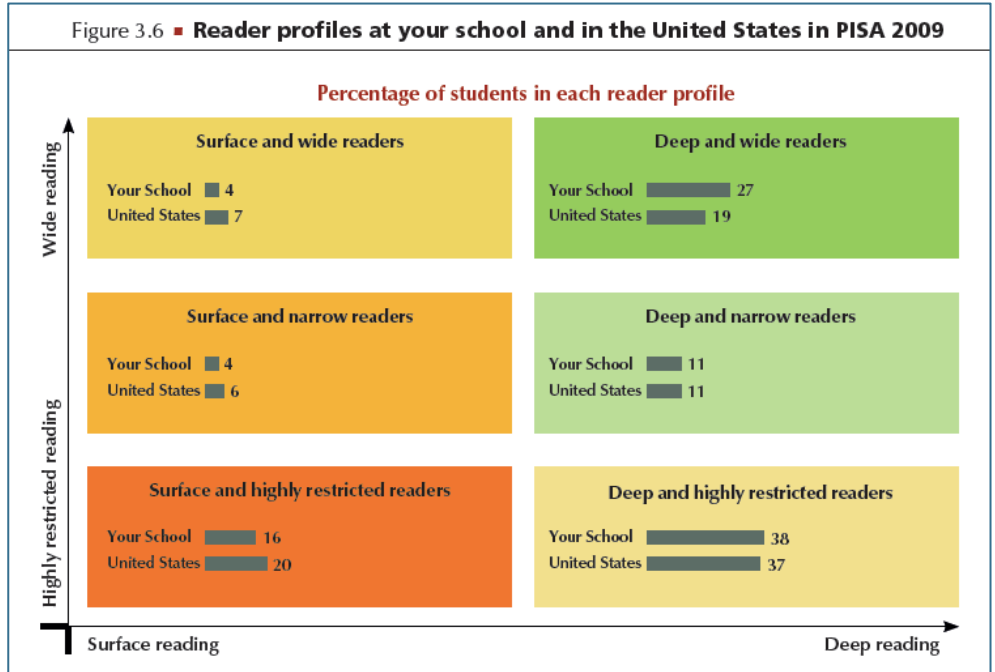 Figure 3.6 ▪ Reader profiles at your school and in the United States in PISA 2009
Percentage of students in each reader profile
Wide reading
Highly restricted reading
Surface and wide readers
Your School 4
United States 7
Deep and wide readers
Your School 27
United States 19
Surface and narrow readers
Your School 4
United States 6
Deep and narrow readers
Your School 11
United States 11
Surface and highly restricted readers
Your School 16
United States 20
Deep and highly restricted readers
Your School 38
United States 37
Surface reading
Deep reading